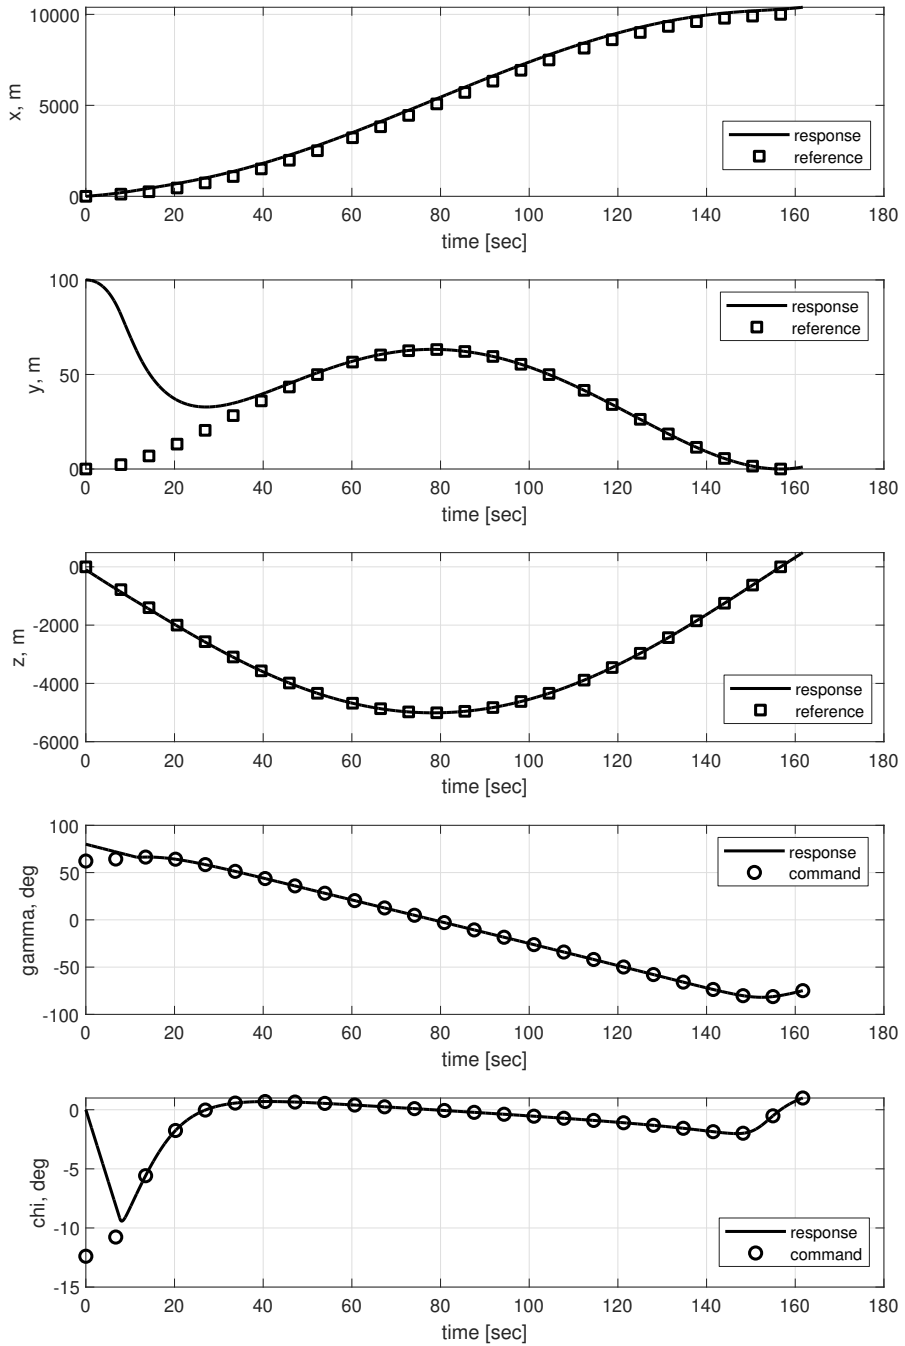 10000
5000
0
x, m
response
reference
0 20 40 60 80 100 120 140 160 180
time [sec]
100
50
0
y, m
response
reference
0 20 40 60 80 100 120 140 160 180
time [sec]
0
-2000
-4000
-6000
z, m
response
reference
0 20 40 60 80 100 120 140 160 180
time [sec]
100
50
0
-50
-100
gamma, deg
response
command
0 20 40 60 80 100 120 140 160 180
time [sec]
0
-5
-10
-15
chi, deg
response
command
0 20 40 60 80 100 120 140 160 180
time [sec]